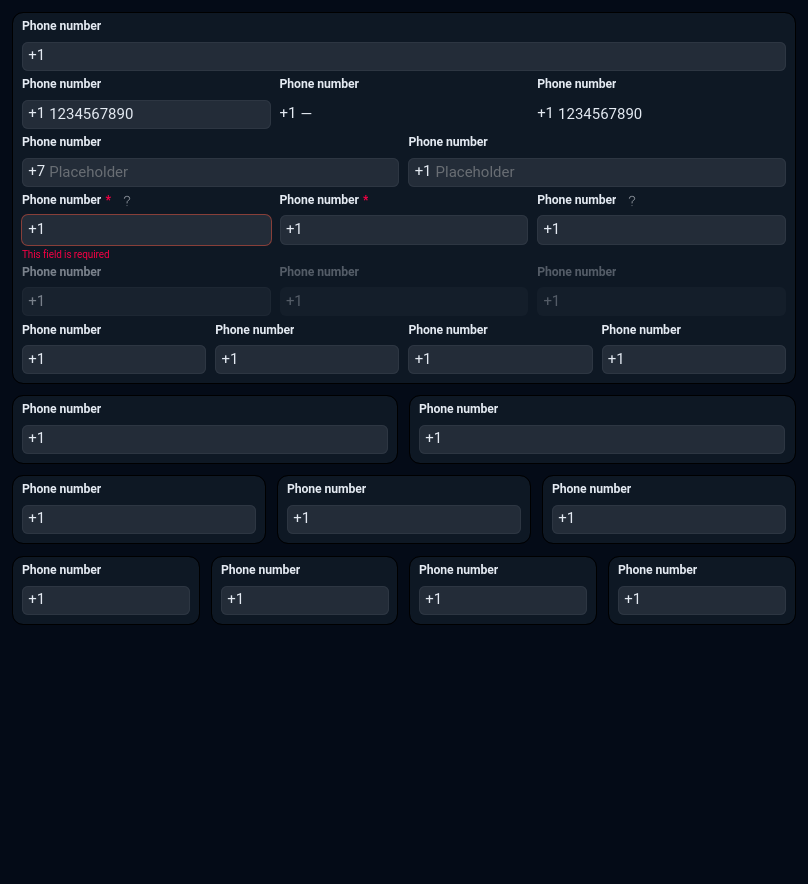 Phone number
+1
Phone number Phone number Phone number
+1 1234567890 +1 — +1 1234567890
Phone number Phone number
+7 Placeholder +1 Placeholder
Phone number * ? Phone number * Phone number ?
+1 +1 +1
This field is required
Phone number Phone number Phone number
+1 +1 +1
Phone number Phone number Phone number Phone number
+1 +1 +1 +1
Phone number Phone number
+1 +1
Phone number Phone number Phone number
+1 +1 +1
Phone number Phone number Phone number Phone number
+1 +1 +1 +1